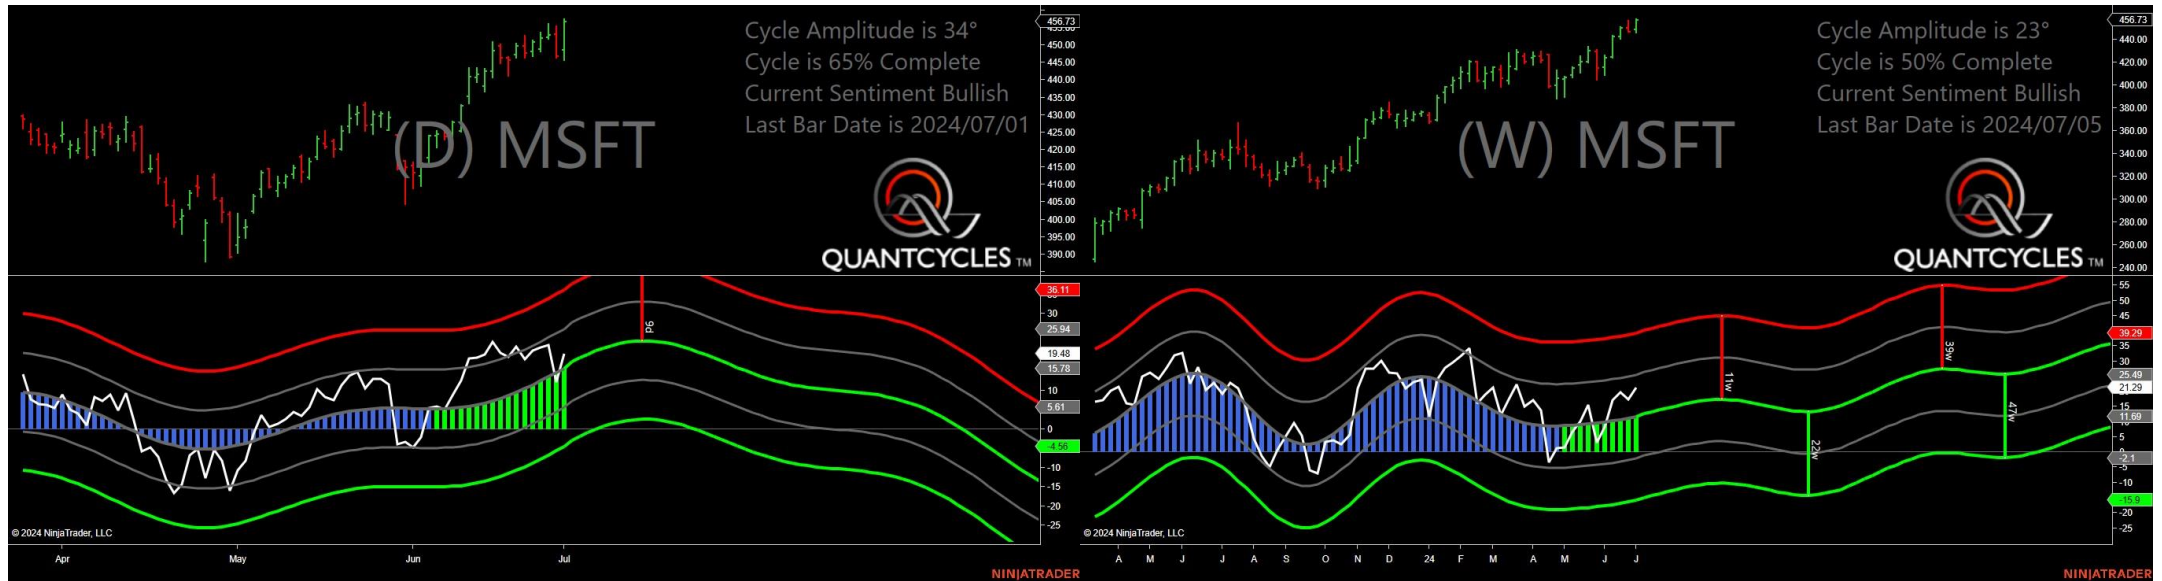 Cycle Amplitude is 34°
Cycle is 65% Complete
Current Sentiment Bullish
Last Bar Date is 2024/07/01
(D) MSFT
QUANTCYCLES TM
456.73
450.00
445.00
440.00
435.00
430.00
425.00
420.00
415.00
410.00
405.00
400.00
395.00
390.00
36.11
30
25.94
19.48
15.78
10
5.61
0
-4.56
-10
-15
-20
-25
9d
© 2024 NinjaTrader, LLC
Apr May Jun Jul
NINJATRADER
Cycle Amplitude is 23°
Cycle is 50% Complete
Current Sentiment Bullish
Last Bar Date is 2024/07/05
(W) MSFT
QUANTCYCLES TM
456.73
440.00
420.00
400.00
380.00
360.00
340.00
320.00
300.00
280.00
260.00
240.00
55
50
45
39.29
35
30
25.49
21.29
15
11.69
5
0
-2.1
-10
-15.9
-20
-25
11w
22w
39w
47w
© 2024 NinjaTrader, LLC
A M J J A S O N D 24 F M A M J J
NINJATRADER